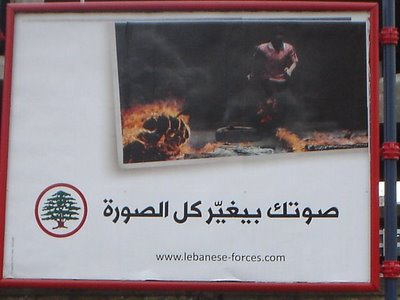 صوتك بيغيّر كل الصورة
www.lebanese-forces.com